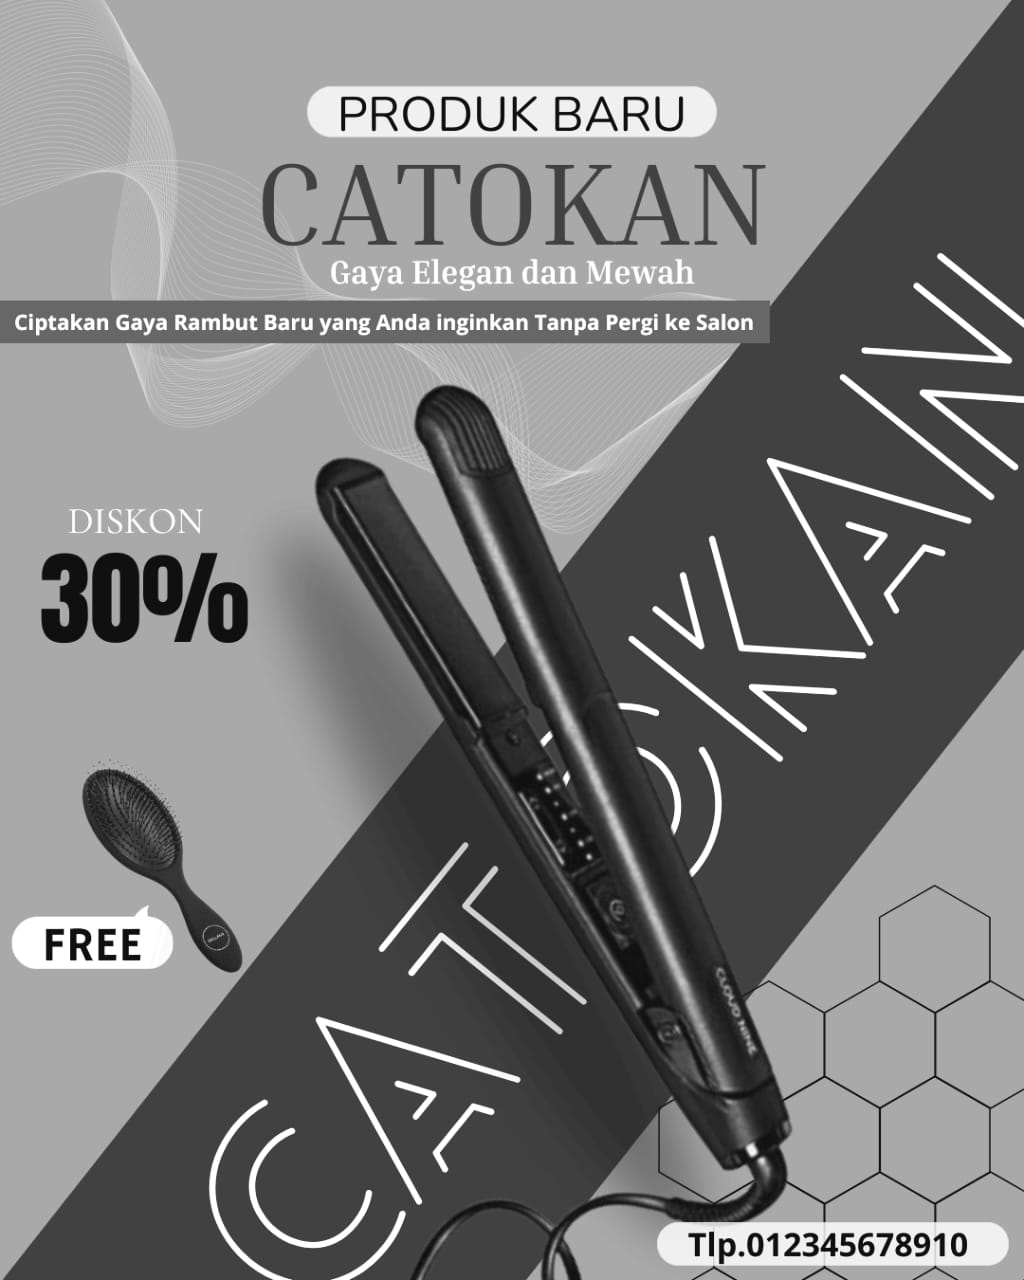 PRODUK BARU
CATOKAN
Gaya Elegan dan Mewah
Ciptakan Gaya Rambut Baru yang Anda inginkan Tanpa Pergi ke Salon
DISKON
30%
FREE
CATOKAN
CLOUD NINE
Tlp.012345678910